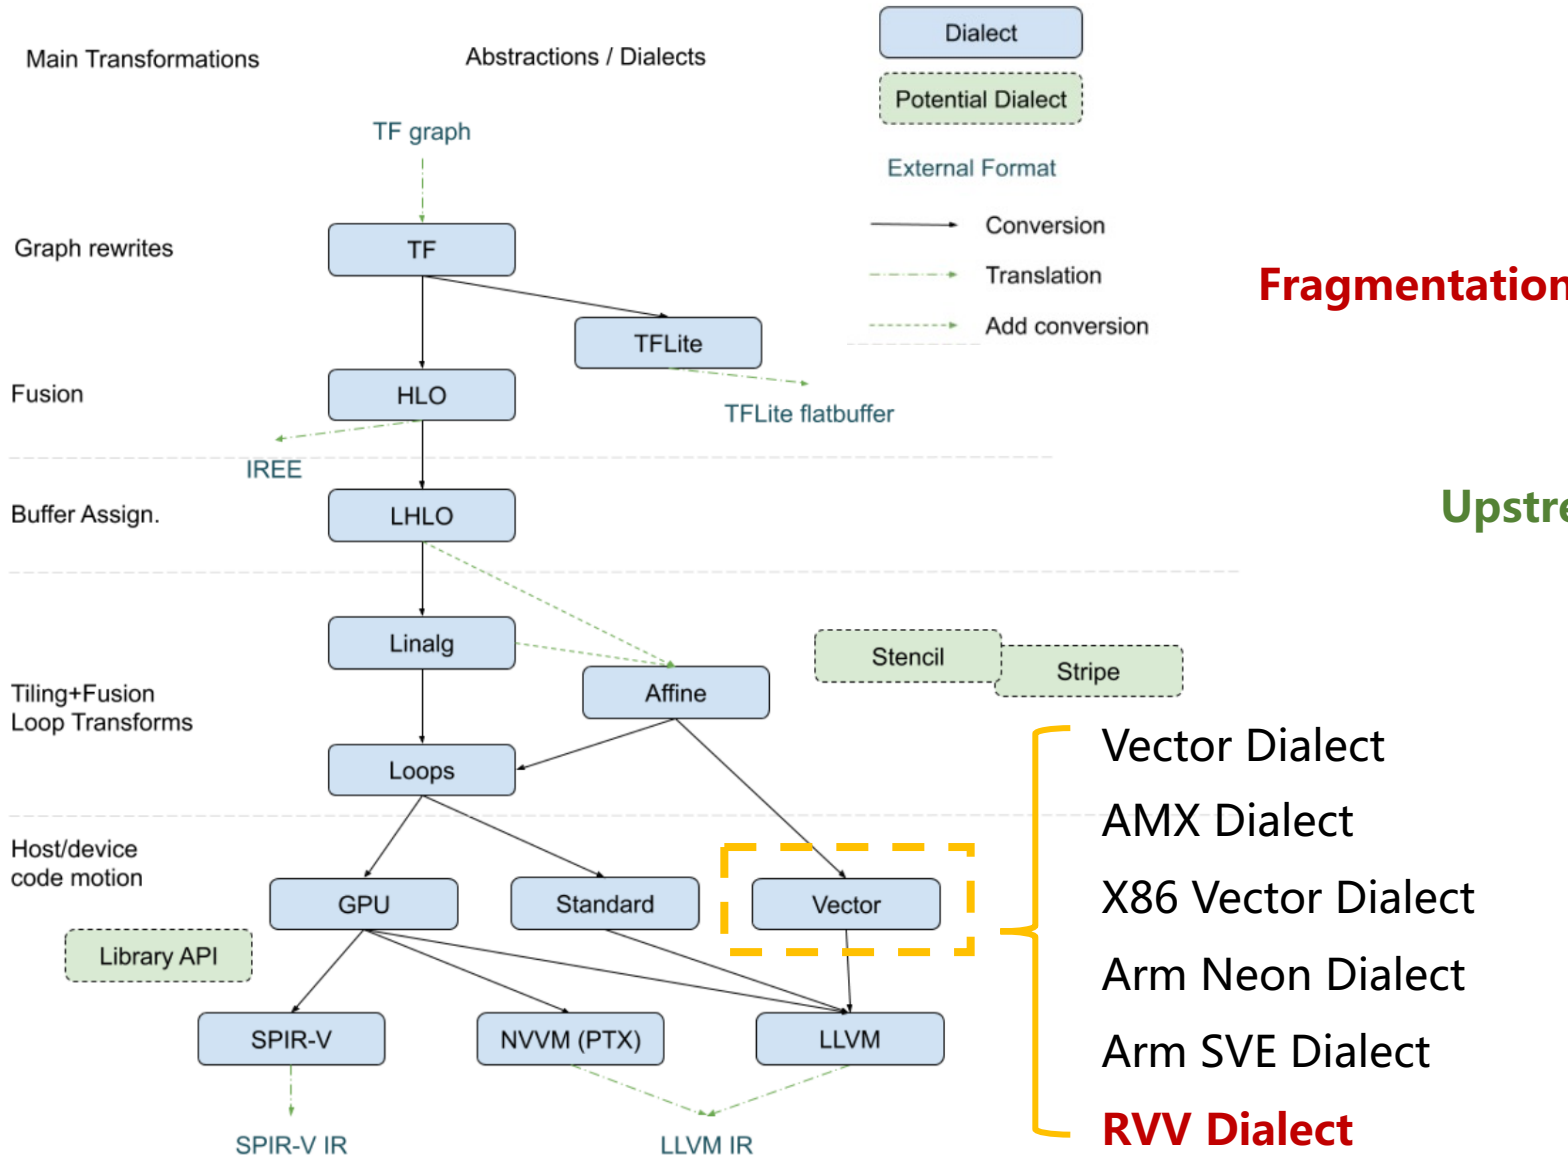 Main Transformations
Abstractions / Dialects
Dialect
Potential Dialect
External Format
Conversion
Translation
Add conversion
TF graph
Graph rewrites
TF
Fragmentation
TFLite
Fusion
HLO
TFLite flatbuffer
IREE
Buffer Assign.
LHLO
Upstre
Linalg
Stencil
Stripe
Tiling+Fusion
Loop Transforms
Affine
Loops
Vector Dialect
AMX Dialect
X86 Vector Dialect
Arm Neon Dialect
Arm SVE Dialect
RVV Dialect
Host/device
code motion
GPU
Standard
Vector
Library API
SPIR-V
NVVM (PTX)
LLVM
SPIR-V IR
LLVM IR